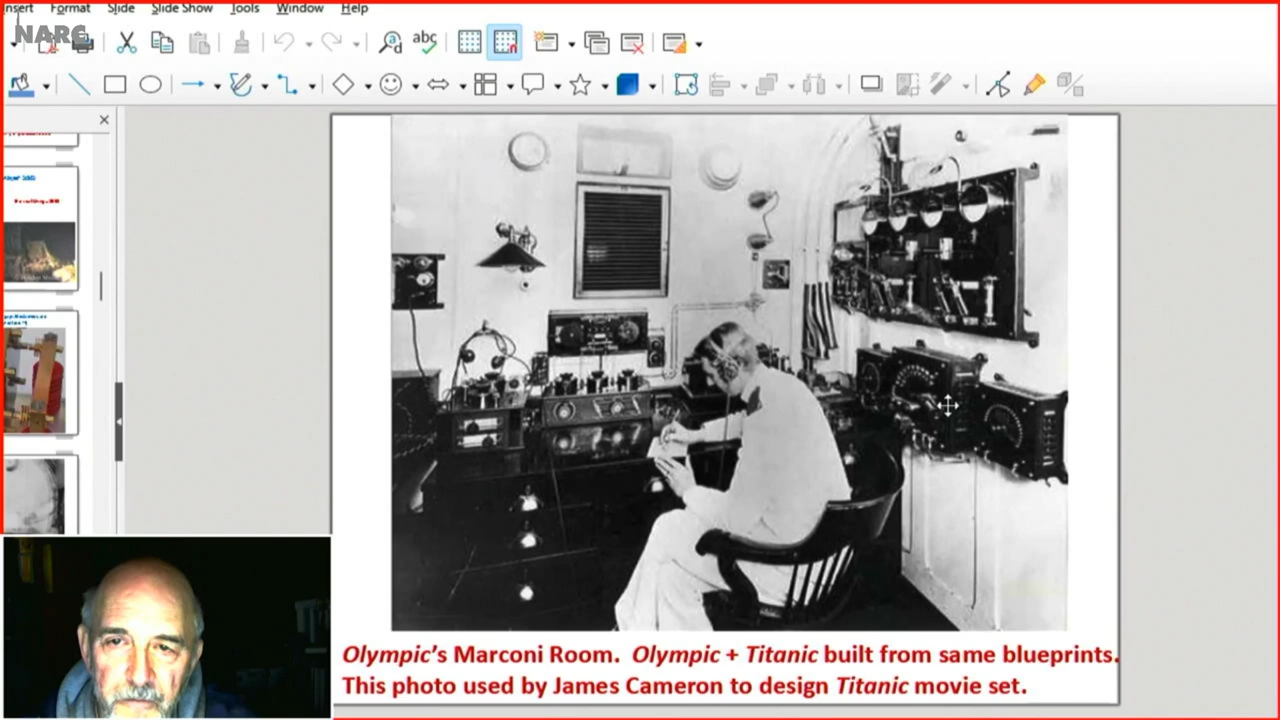 Insert Format Slide Slide Show Tools Window Help
NARC
abc
Olympic's Marconi Room. Olympic + Titanic built from same blueprints.
This photo used by James Cameron to design Titanic movie set.